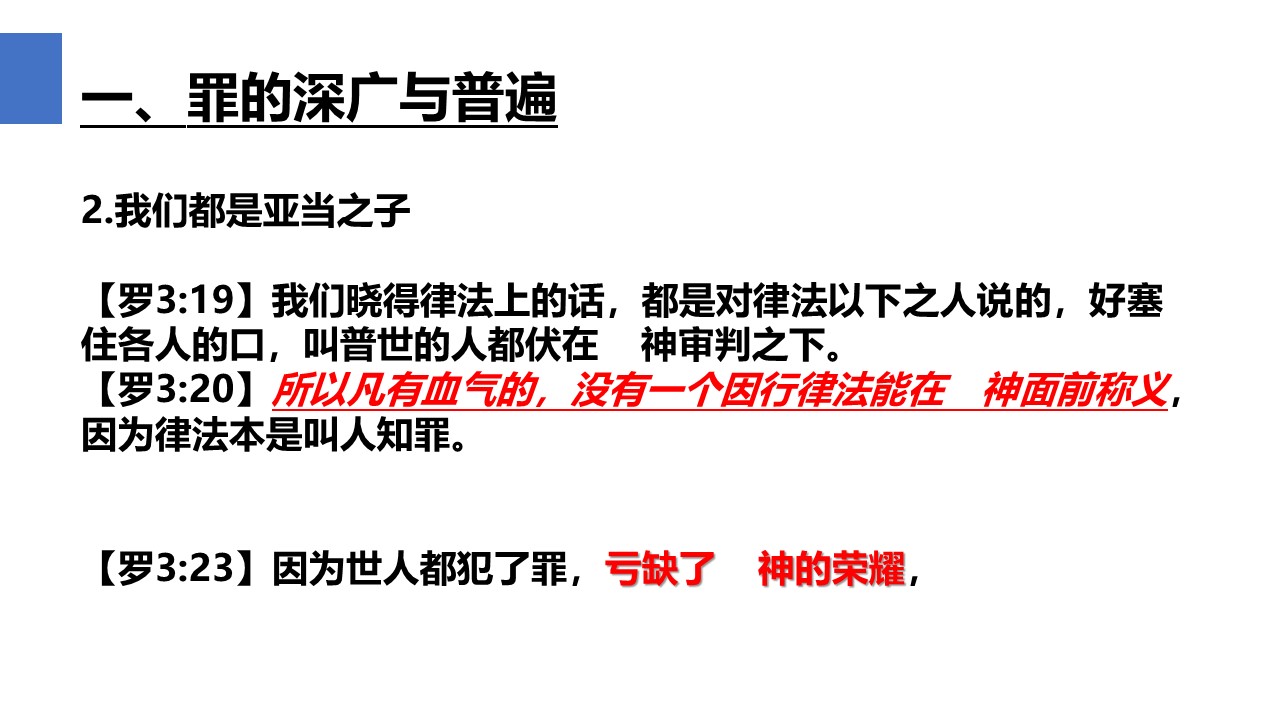 一、罪的深广与普遍
2.我们都是亚当之子
【罗3:19】我们晓得律法上的话，都是对律法以下之人说的，好塞
住各人的口，叫普世的人都伏在　神审判之下。
【罗3:20】所以凡有血气的，没有一个因行律法能在　神面前称义，
因为律法本是叫人知罪。
【罗3:23】因为世人都犯了罪，亏缺了　神的荣耀，